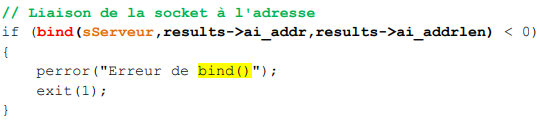 // Liaison de la socket à l'adresse
if (bind(sServeur,results->ai_addr,results->ai_addrlen) < 0)
{
    perror("Erreur de bind()");
    exit(1);
}